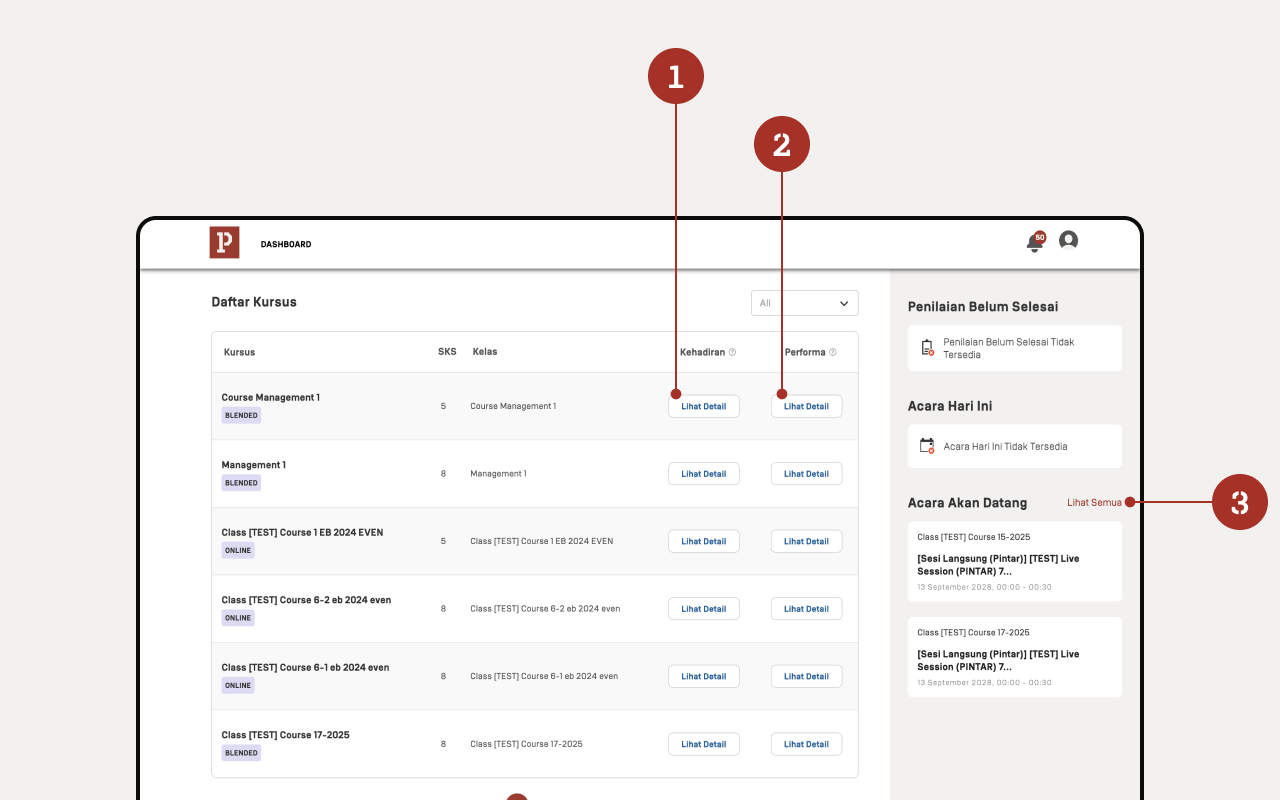 1
2
P
DASHBOARD
50
Daftar Kursus
All
Kursus
SKS
Kelas
Kehadiran
Performa
Course Management 1
BLENDED
5
Course Management 1
Lihat Detail
Lihat Detail
Management 1
BLENDED
8
Management 1
Lihat Detail
Lihat Detail
Class [TEST] Course 1 EB 2024 EVEN
ONLINE
5
Class [TEST] Course 1 EB 2024 EVEN
Lihat Detail
Lihat Detail
Class [TEST] Course 6-2 eb 2024 even
ONLINE
8
Class [TEST] Course 6-2 eb 2024 even
Lihat Detail
Lihat Detail
Class [TEST] Course 6-1 eb 2024 even
ONLINE
8
Class [TEST] Course 6-1 eb 2024 even
Lihat Detail
Lihat Detail
Class [TEST] Course 17-2025
BLENDED
8
Class [TEST] Course 17-2025
Lihat Detail
Lihat Detail
Penilaian Belum Selesai
Penilaian Belum Selesai Tidak
Tersedia
Acara Hari Ini
Acara Hari Ini Tidak Tersedia
Acara Akan Datang
Lihat Semua
3
Class [TEST] Course 15-2025
[Sesi Langsung (Pintar)] [TEST] Live
Session (PINTAR) 7...
13 September 2028, 00:00 - 00:30
Class [TEST] Course 17-2025
[Sesi Langsung (Pintar)] [TEST] Live
Session (PINTAR) 7...
13 September 2028, 00:00 - 00:30